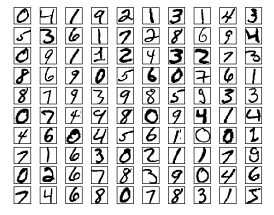 0 4 1 9 2 1 3 1 4 3
5 3 6 1 7 2 8 6 9 4
0 9 1 1 2 4 3 2 7 3
8 6 9 0 5 6 0 7 6 1
8 7 9 3 9 8 5 9 3 3
0 7 4 9 8 0 9 4 1 4
4 6 0 4 5 6 1 0 0 1
7 1 6 3 0 2 1 1 7 9
0 2 6 7 8 3 9 0 4 6
7 4 6 8 0 7 8 3 1 5